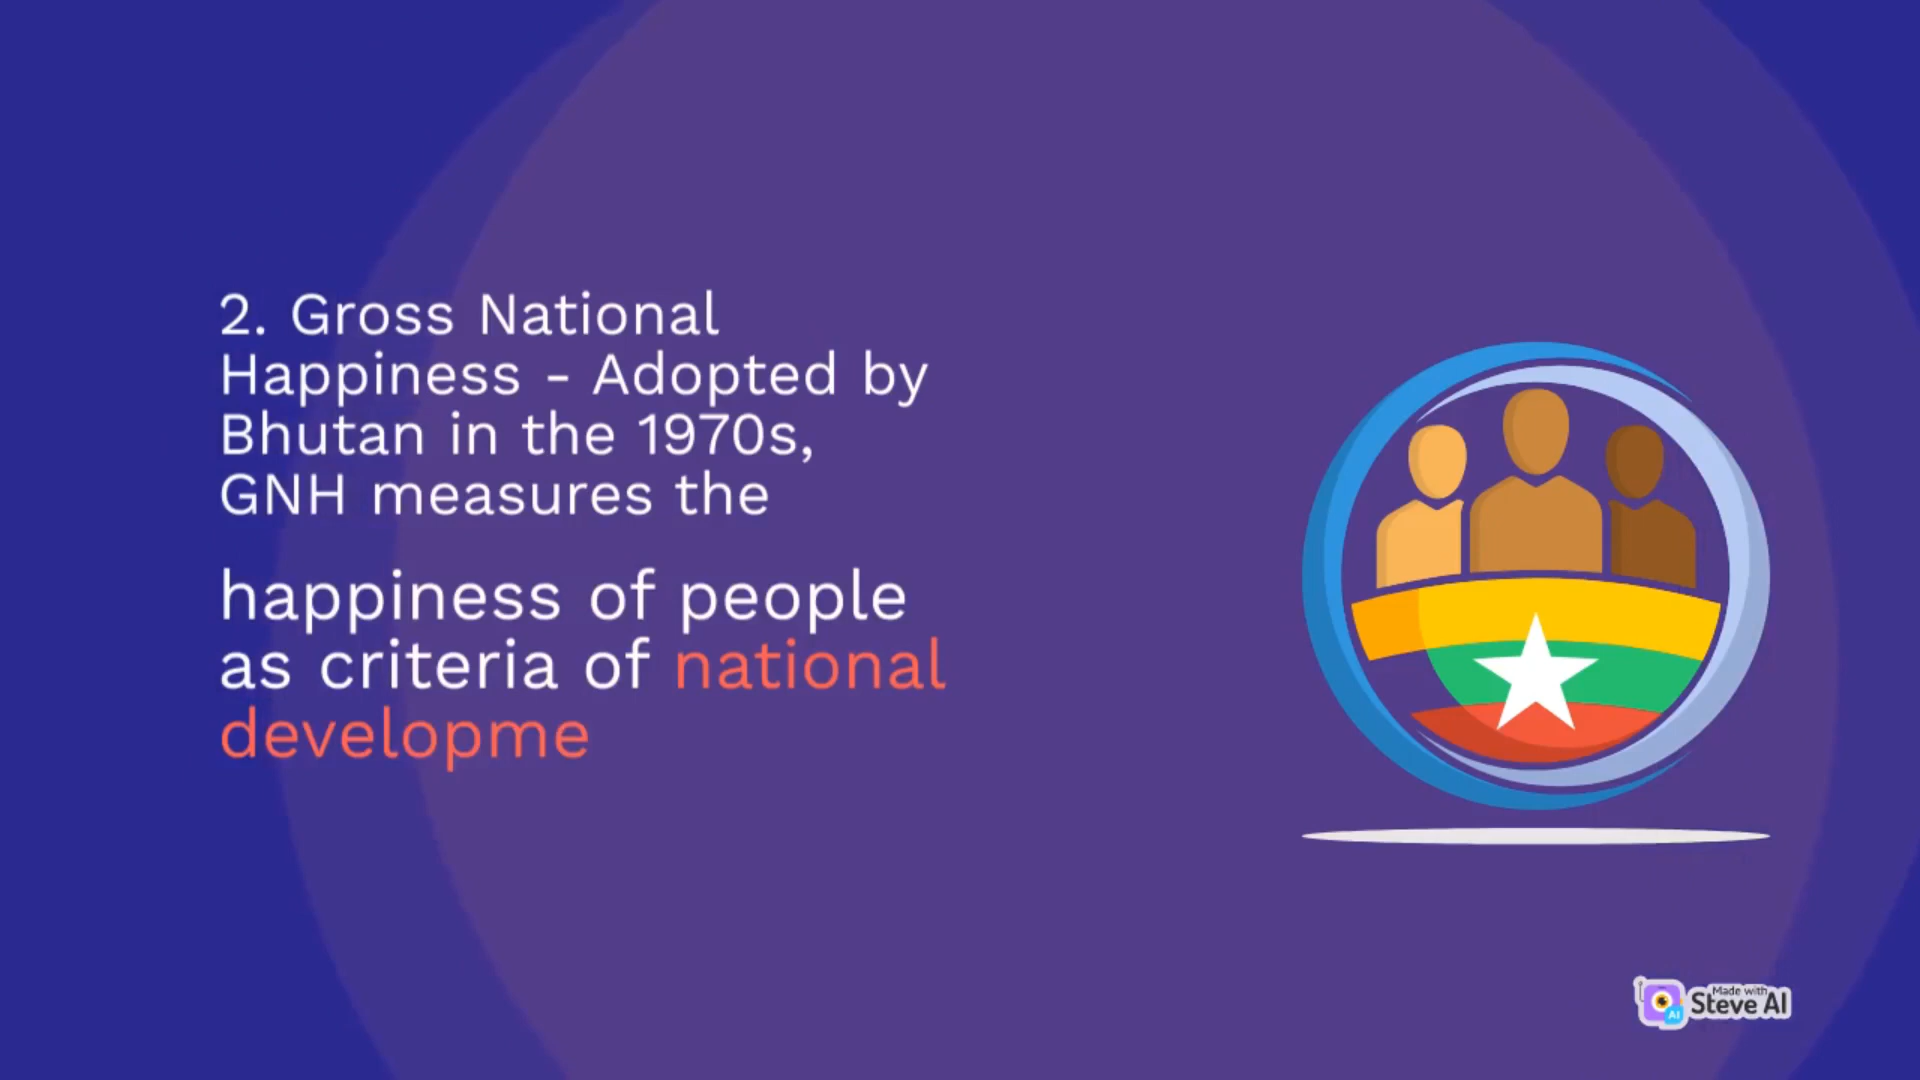 2. Gross National
Happiness - Adopted by
Bhutan in the 1970s,
GNH measures the
happiness of people
as criteria of national
developme
Made with
Steve AI
AI